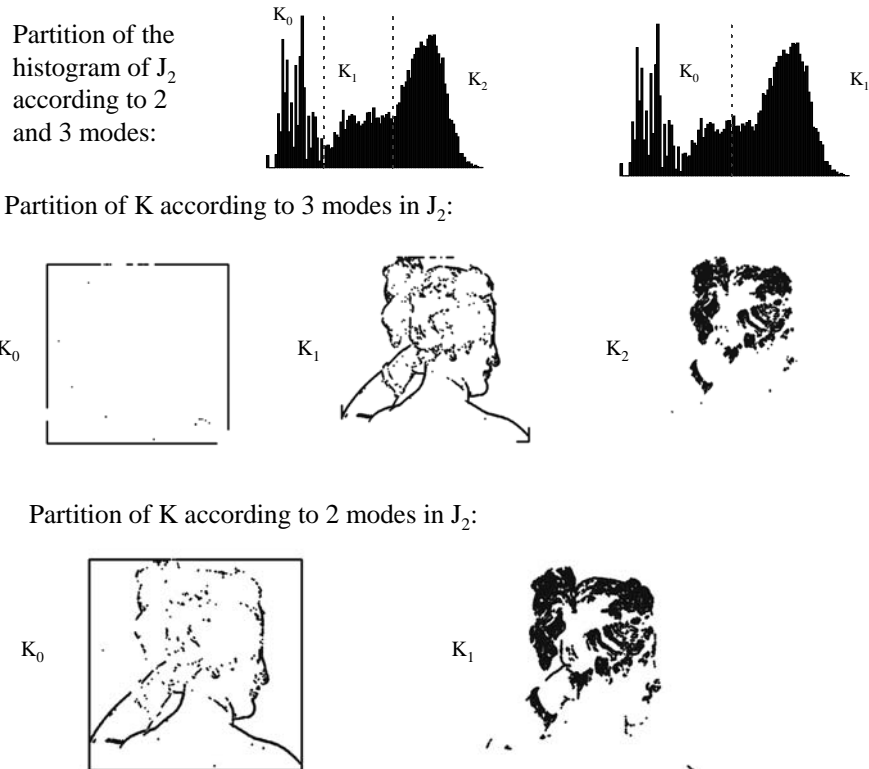 Partition of the
histogram of J₂
according to 2
and 3 modes:
K₀
K₁
K₂
K₀
K₁
Partition of K according to 3 modes in J₂:
K₀
K₁
K₂
Partition of K according to 2 modes in J₂:
K₀
K₁